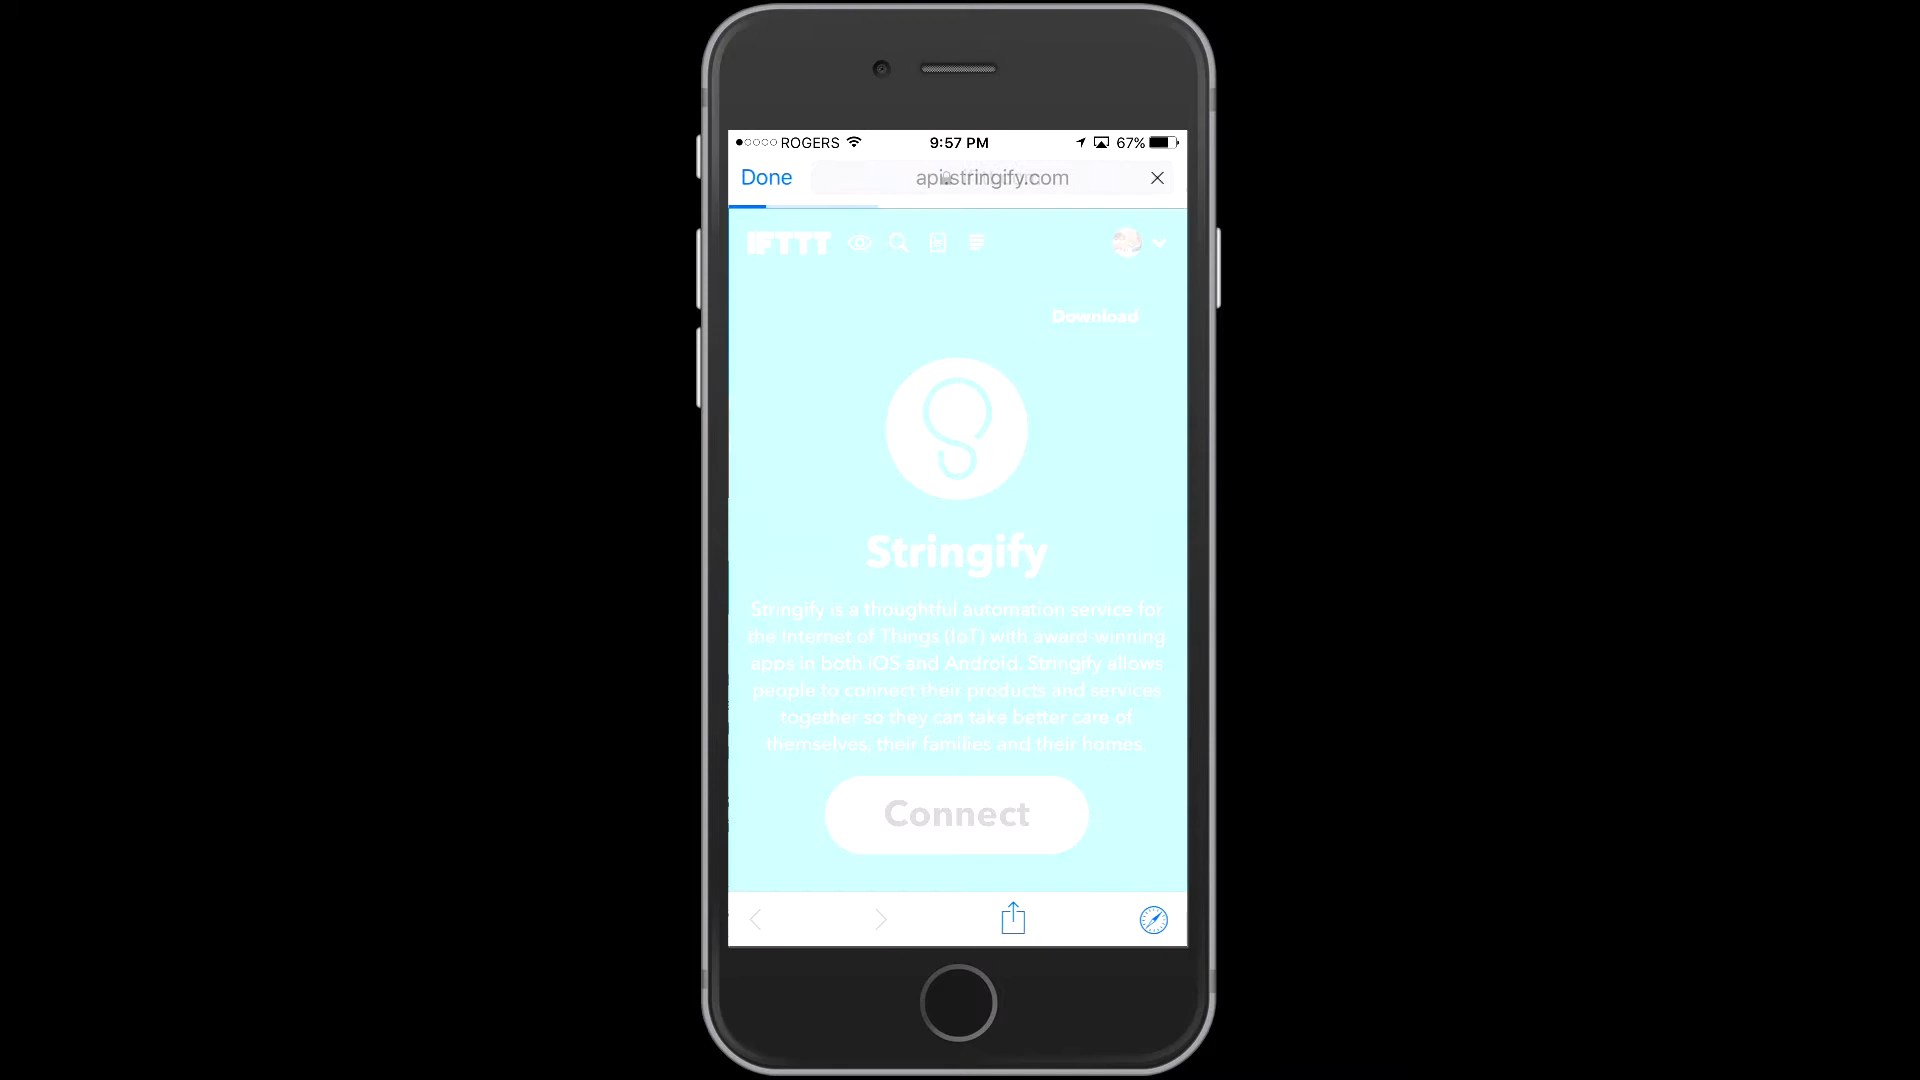 ROGERS 9:57 PM 67%
Done api.stringify.com
IFTTT
Download
Stringify
Stringify is a thoughtful automation service for
the Internet of Things (IoT) with award-winning
apps in both iOS and Android. Stringify allows
people to connect their products and services
together so they can take better care of
themselves, their families and their homes.
Connect